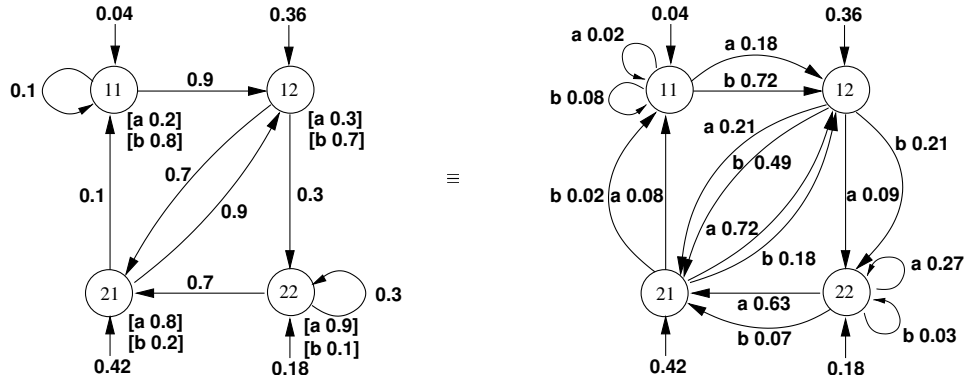 0.04
0.36
0.1
11
0.9
12
[a 0.2]
[b 0.8]
[a 0.3]
[b 0.7]
0.7
0.1
0.9
0.3
21
0.7
22
0.3
[a 0.8]
[b 0.2]
[a 0.9]
[b 0.1]
0.42
0.18
≡
0.04
0.36
a 0.02
a 0.18
b 0.08
11
b 0.72
12
a 0.21
b 0.21
b 0.49
b 0.02
a 0.08
a 0.09
a 0.72
b 0.18
a 0.27
21
22
a 0.63
b 0.03
b 0.07
0.42
0.18